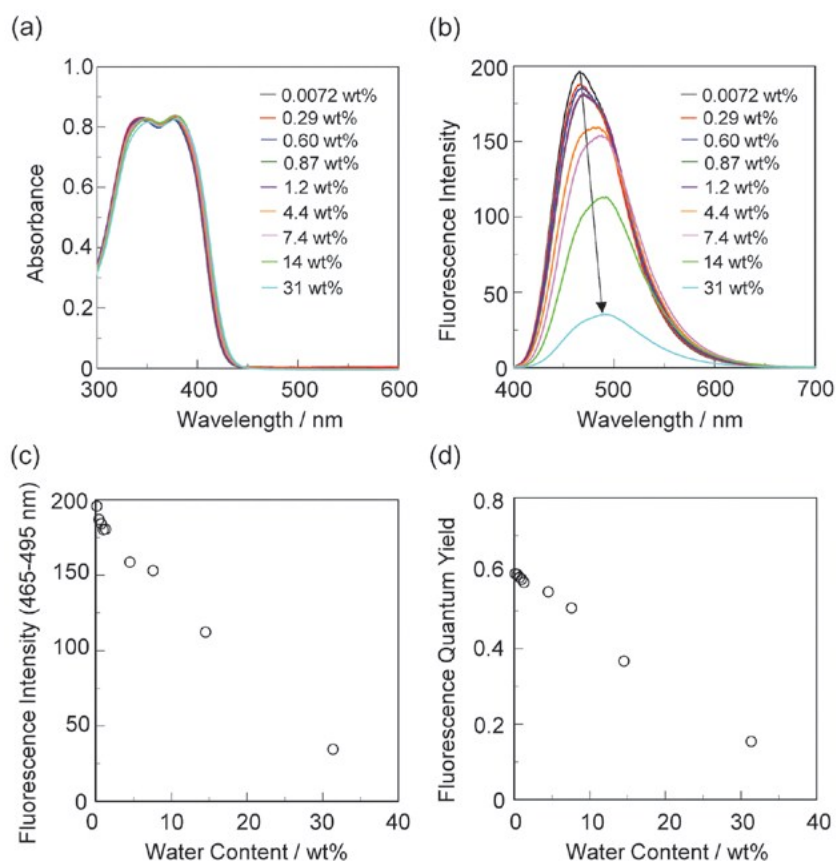 (a)
Absorbance
1.0
0.8
0.6
0.4
0.2
0
300
400
500
600
Wavelength / nm
0.0072 wt%
0.29 wt%
0.60 wt%
0.87 wt%
1.2 wt%
4.4 wt%
7.4 wt%
14 wt%
31 wt%
(b)
Fluorescence Intensity
200
150
100
50
0
400
500
600
700
Wavelength / nm
0.0072 wt%
0.29 wt%
0.60 wt%
0.87 wt%
1.2 wt%
4.4 wt%
7.4 wt%
14 wt%
31 wt%
(c)
Fluorescence Intensity (465-495 nm)
200
150
100
50
0
0
10
20
30
40
Water Content / wt%
(d)
Fluorescence Quantum Yield
0.8
0.6
0.4
0.2
0
0
10
20
30
40
Water Content / wt%